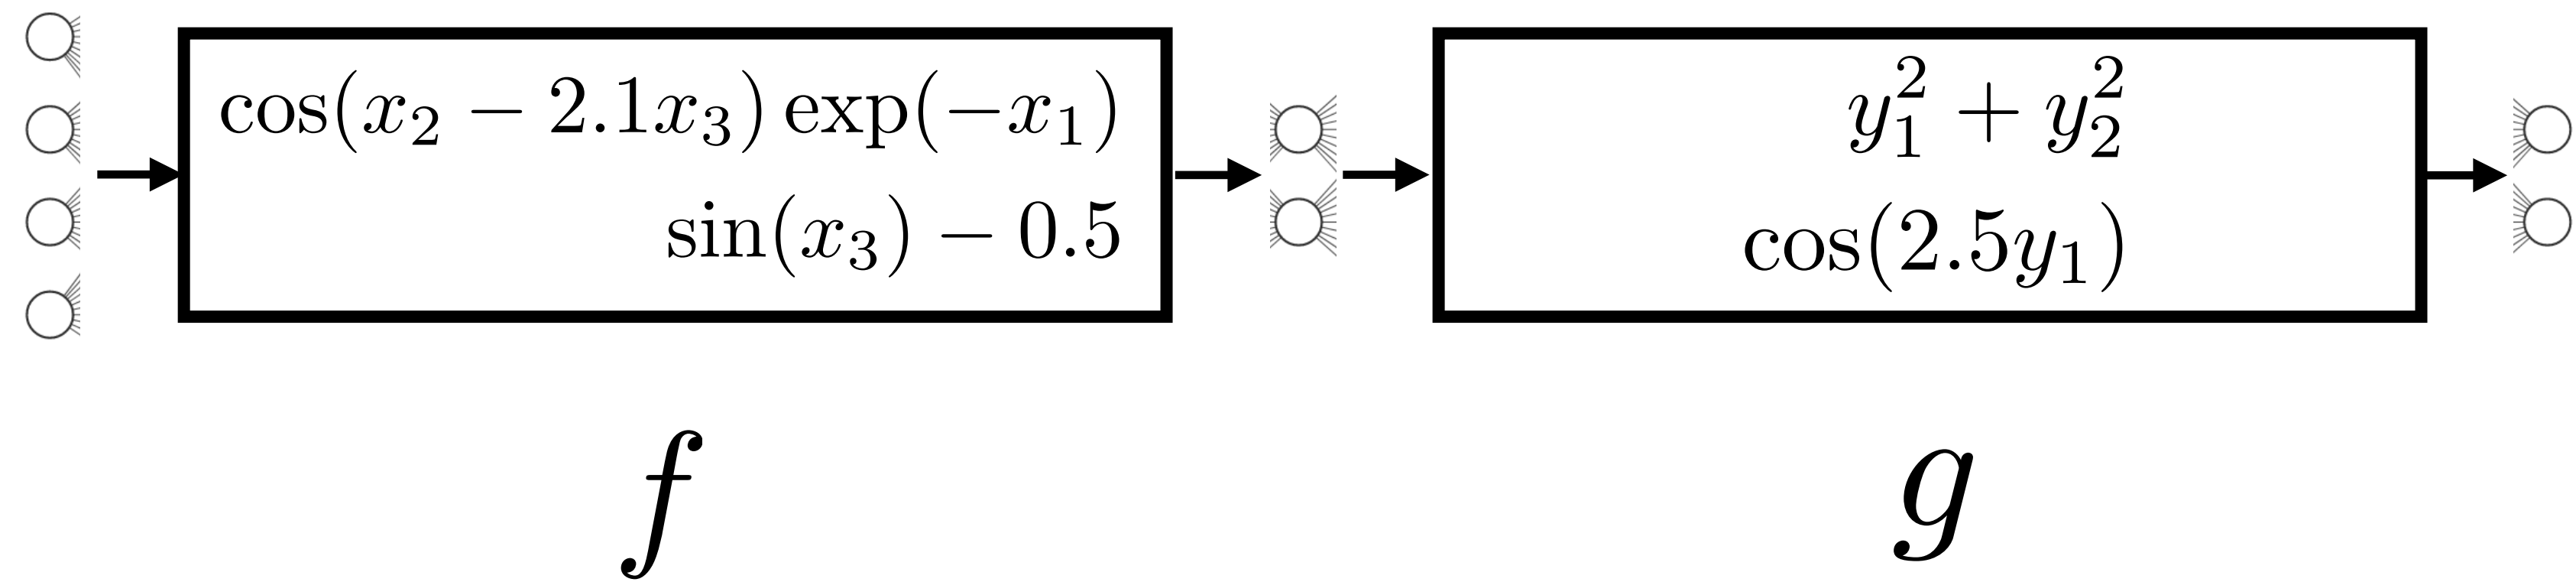 cos(x₂ − 2.1x₃) exp(−x₁)
sin(x₃) − 0.5
y₁² + y₂²
cos(2.5y₁)
f
g